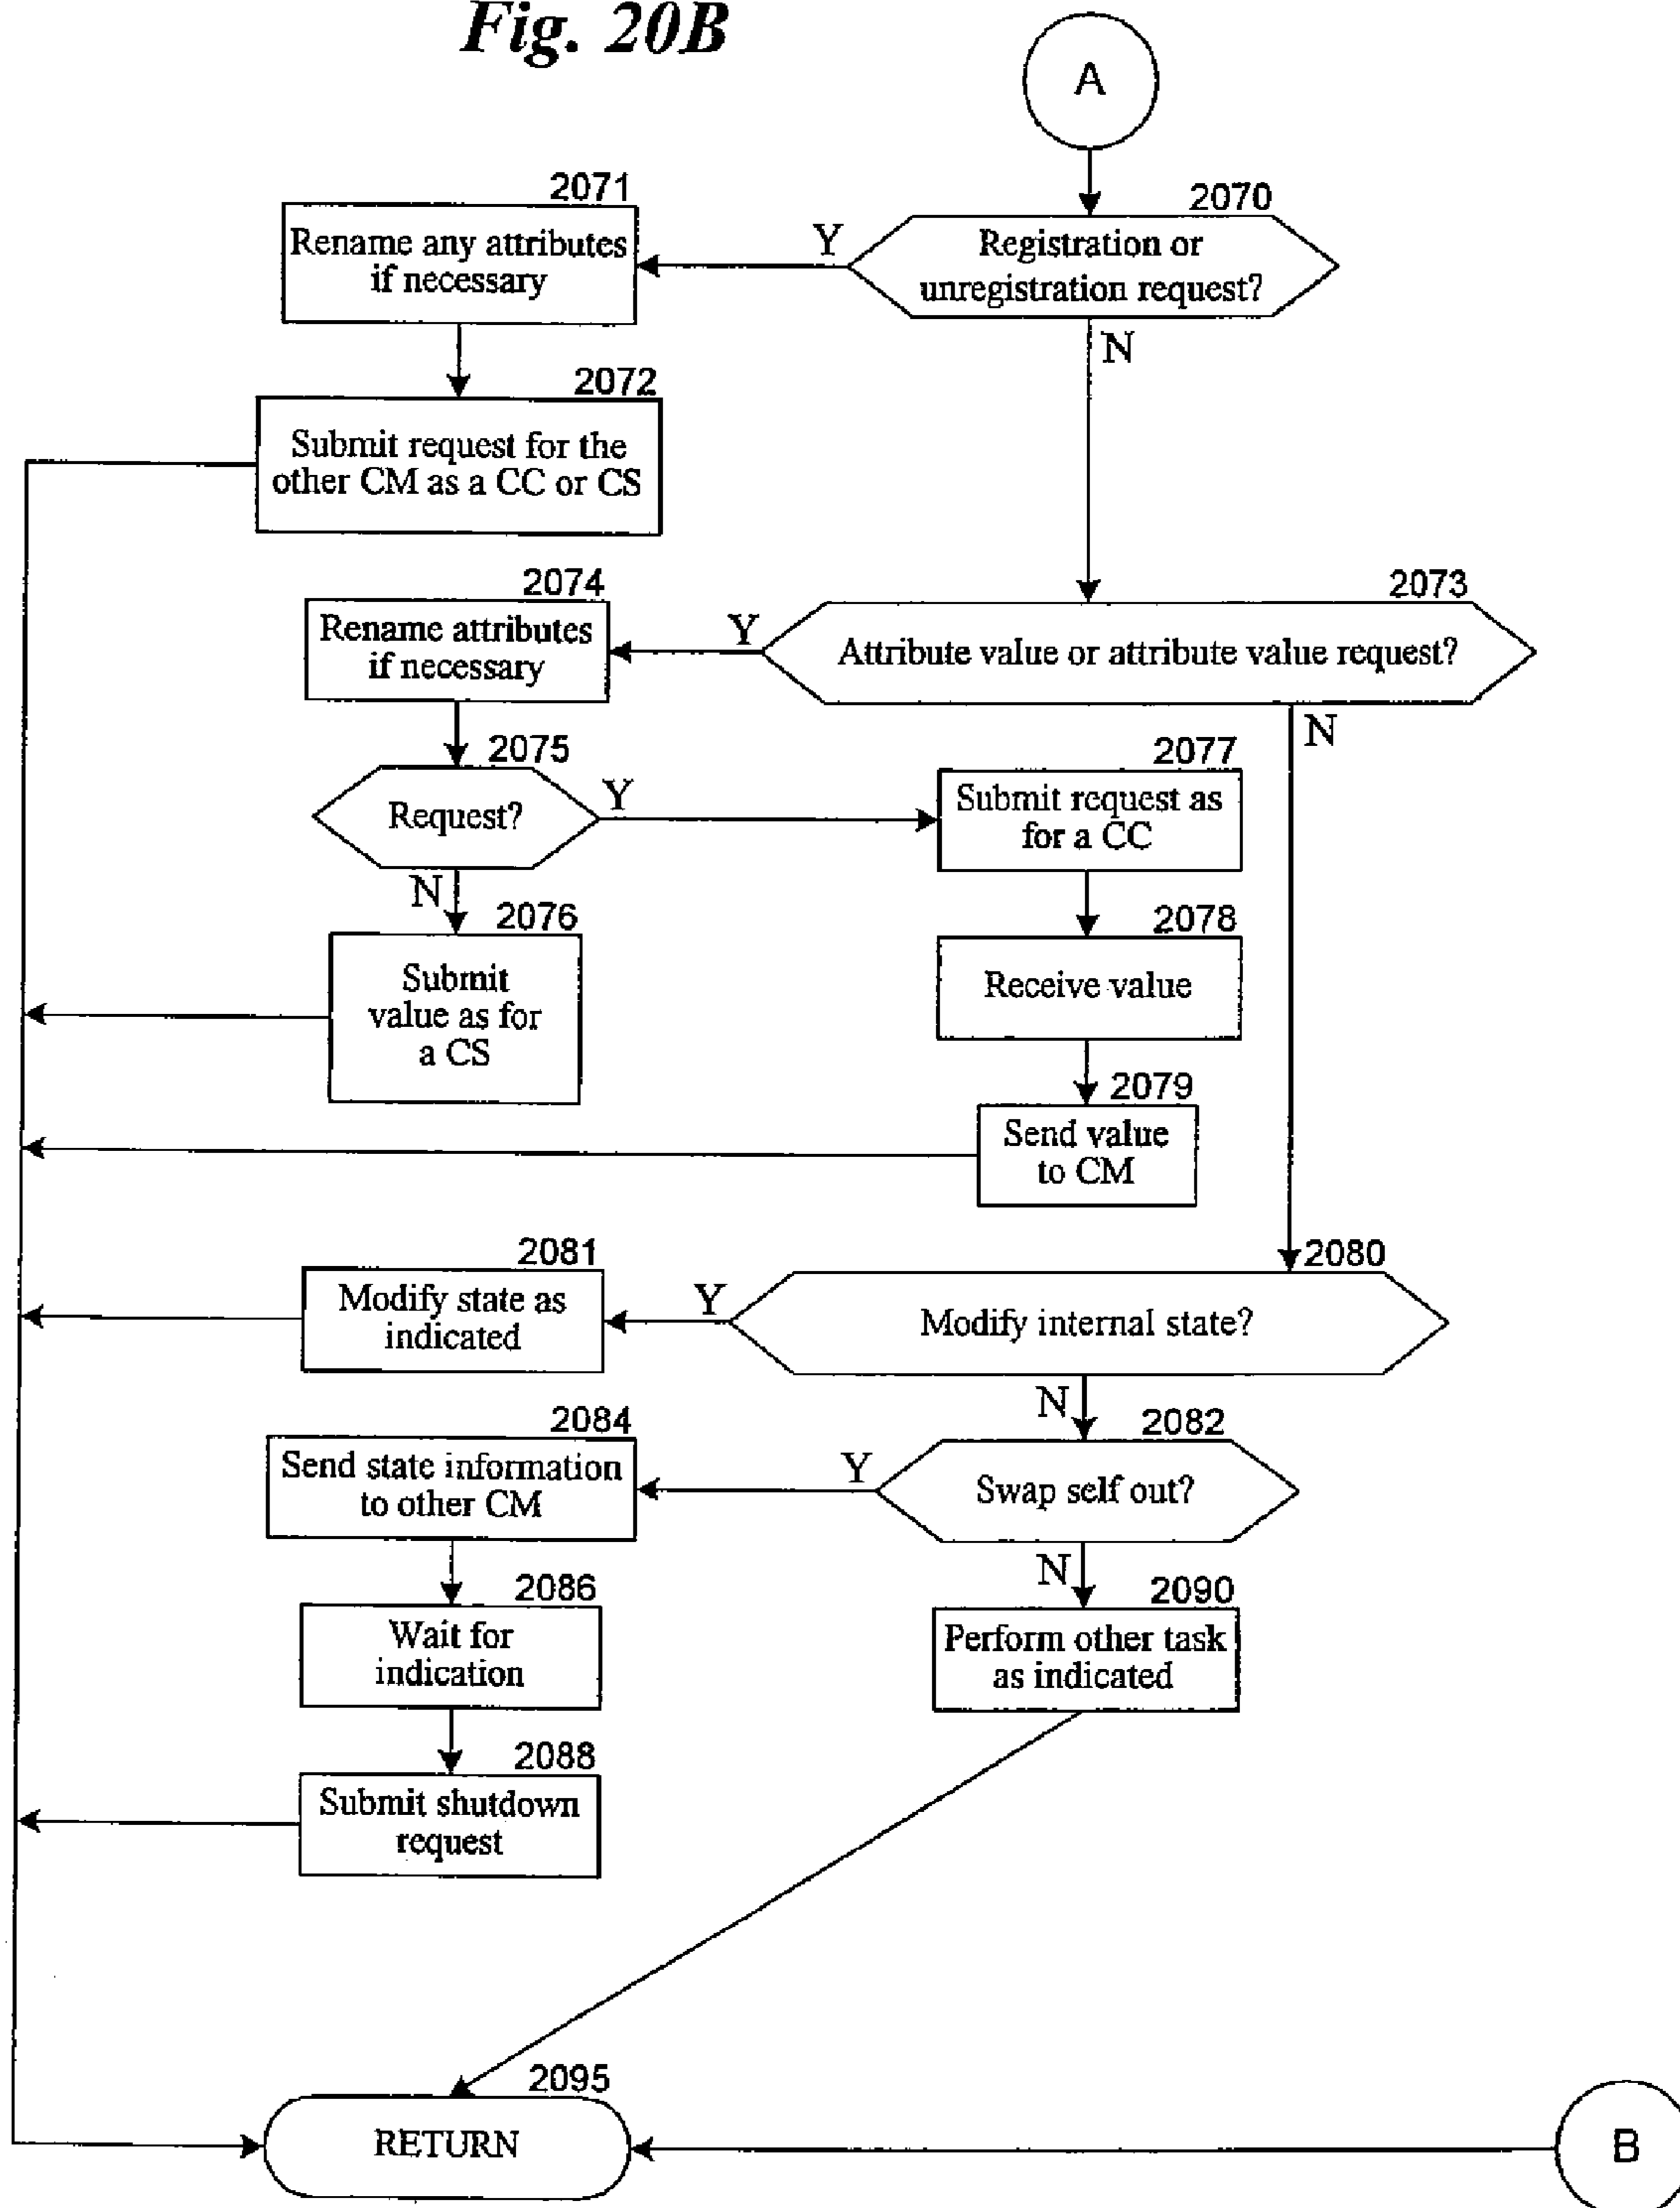 Fig. 20B
A
2070
Registration or
unregistration request?
Y
N
2071
Rename any attributes
if necessary
2072
Submit request for the
other CM as a CC or CS
2073
Attribute value or attribute value request?
Y
N
2074
Rename attributes
if necessary
2075
Request?
Y
N
2076
Submit
value as for
a CS
2077
Submit request as
for a CC
2078
Receive value
2079
Send value
to CM
2080
Modify internal state?
Y
N
2081
Modify state as
indicated
2082
Swap self out?
Y
N
2084
Send state information
to other CM
2086
Wait for
indication
2088
Submit shutdown
request
2090
Perform other task
as indicated
2095
RETURN
B